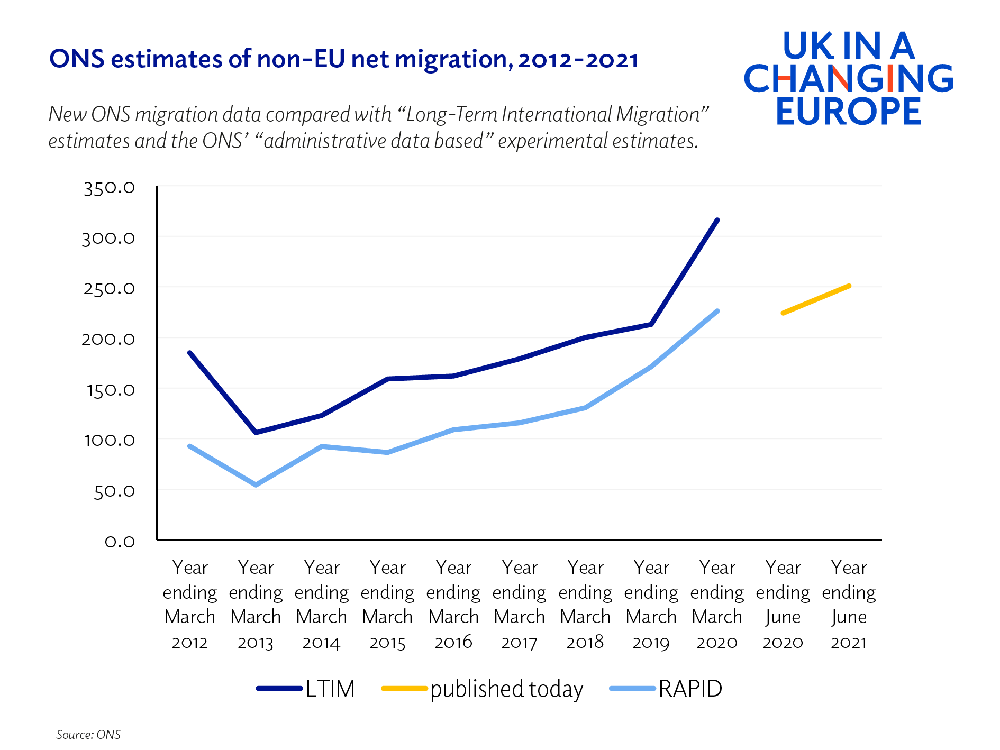 ONS estimates of non-EU net migration, 2012-2021
UK IN A
CHANGING
EUROPE
New ONS migration data compared with “Long-Term International Migration”
estimates and the ONS’ “administrative data based” experimental estimates.
350.0
300.0
250.0
200.0
150.0
100.0
50.0
0.0
Year ending March 2012
Year ending March 2013
Year ending March 2014
Year ending March 2015
Year ending March 2016
Year ending March 2017
Year ending March 2018
Year ending March 2019
Year ending March 2020
Year ending June 2020
Year ending June 2021
LTIM published today RAPID
Source: ONS